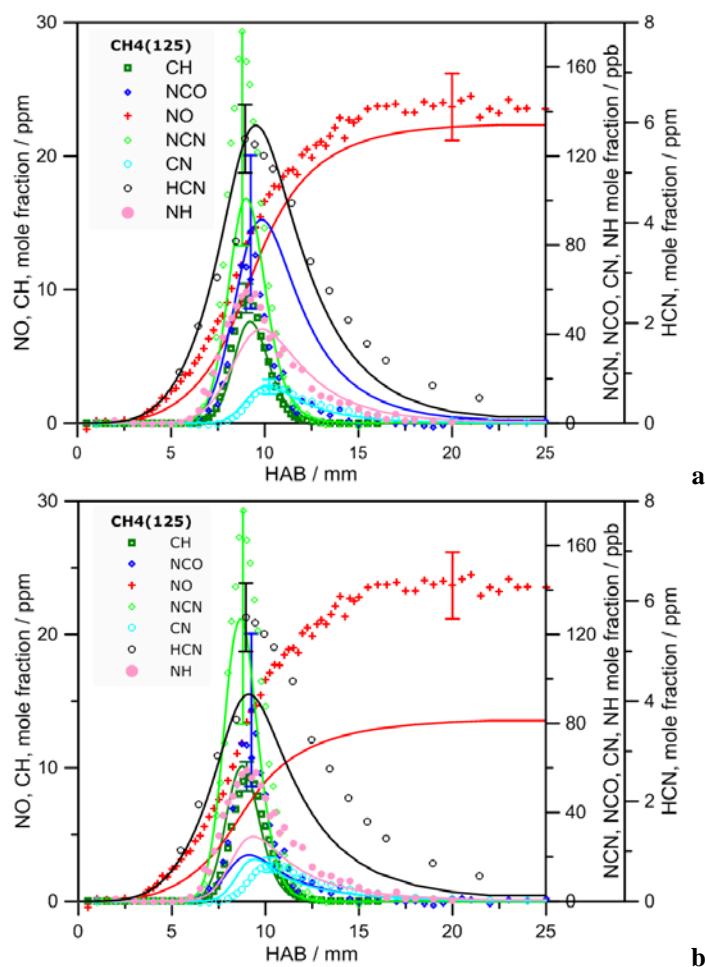 30
20
10
0
NO, CH, mole fraction / ppm
CH4(125)
CH
NCO
NO
NCN
CN
HCN
NH
160
120
80
40
0
NCN, NCO, CN, NH mole fraction / ppb
8
6
4
2
0
HCN, mole fraction / ppm
0 5 10 15 20 25
HAB / mm
a
30
20
10
0
NO, CH, mole fraction / ppm
CH4(125)
CH
NCO
NO
NCN
CN
HCN
NH
160
120
80
40
0
NCN, NCO, CN, NH mole fraction / ppb
8
6
4
2
0
HCN, mole fraction / ppm
0 5 10 15 20 25
HAB / mm
b